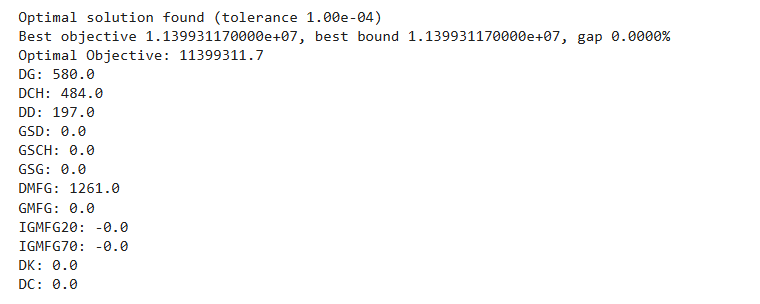 Optimal solution found (tolerance 1.00e-04)
Best objective 1.139931170000e+07, best bound 1.139931170000e+07, gap 0.0000%
Optimal Objective: 11399311.7
DG: 580.0
DCH: 484.0
DD: 197.0
GSD: 0.0
GSCH: 0.0
GSG: 0.0
DMFG: 1261.0
GMFG: 0.0
IGMFG20: -0.0
IGMFG70: -0.0
DK: 0.0
DC: 0.0